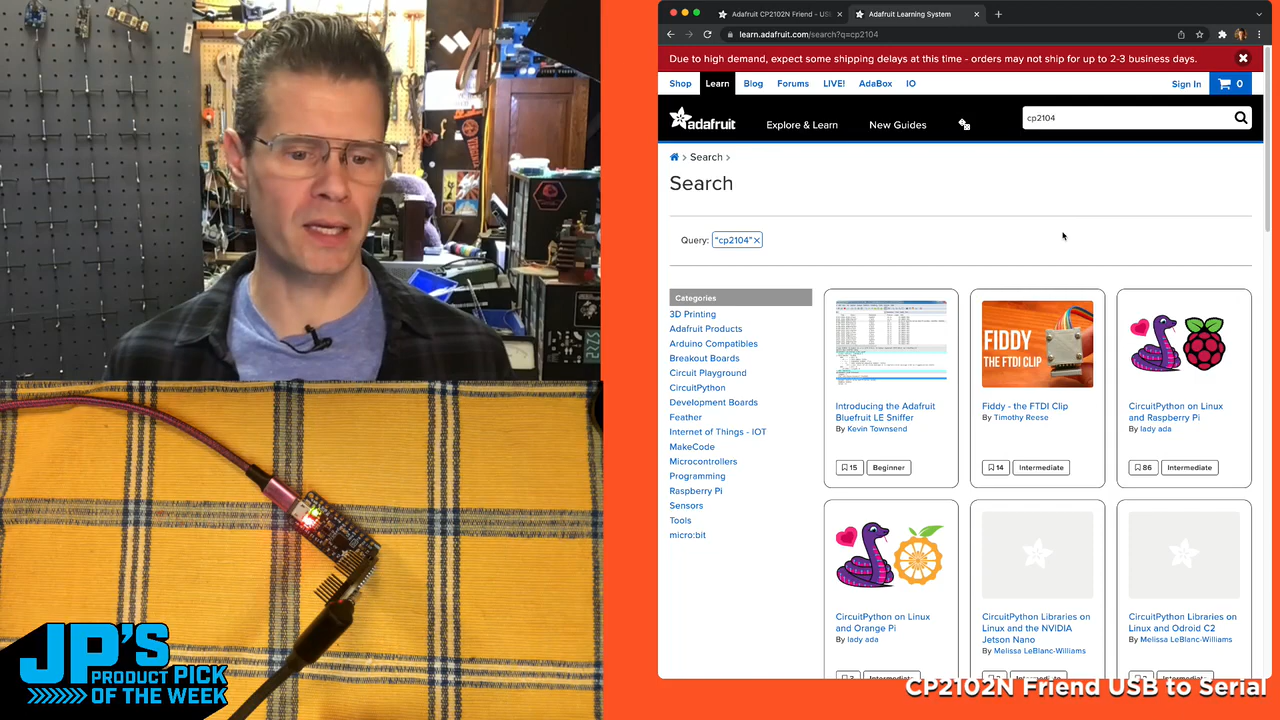 Adafruit CP2102N Friend - USB
Adafruit Learning System
learn.adafruit.com/search?q=cp2104
Due to high demand, expect some shipping delays at this time - orders may not ship for up to 2-3 business days.
Shop Learn Blog Forums LIVE! AdaBox IO Sign In 0
adafruit Explore & Learn New Guides cp2104
Search
Search
Query: "cp2104"
Categories
3D Printing
Adafruit Products
Arduino Compatibles
Breakout Boards
Circuit Playground
CircuitPython
Development Boards
Feather
Internet of Things - IOT
MakeCode
Microcontrollers
Programming
Raspberry Pi
Sensors
Tools
micro:bit
Introducing the Adafruit
Bluefruit LE Sniffer
By Kevin Townsend
15 Beginner
FIDDY
THE FTDI CLIP
Fiddy - the FTDI Clip
By Timothy Reese
14 Intermediate
CircuitPython on Linux
and Raspberry Pi
By lady ada
86 Intermediate
CircuitPython on Linux
and Orange Pi
By lady ada
CircuitPython Libraries on
Linux and the NVIDIA
Jetson Nano
By Melissa LeBlanc-Williams
CircuitPython Libraries on
Linux and Odroid C2
By Melissa LeBlanc-Williams
JP'S
PRODUCT PICK
OF THE WEEK
CP2102N Friend USB to Serial